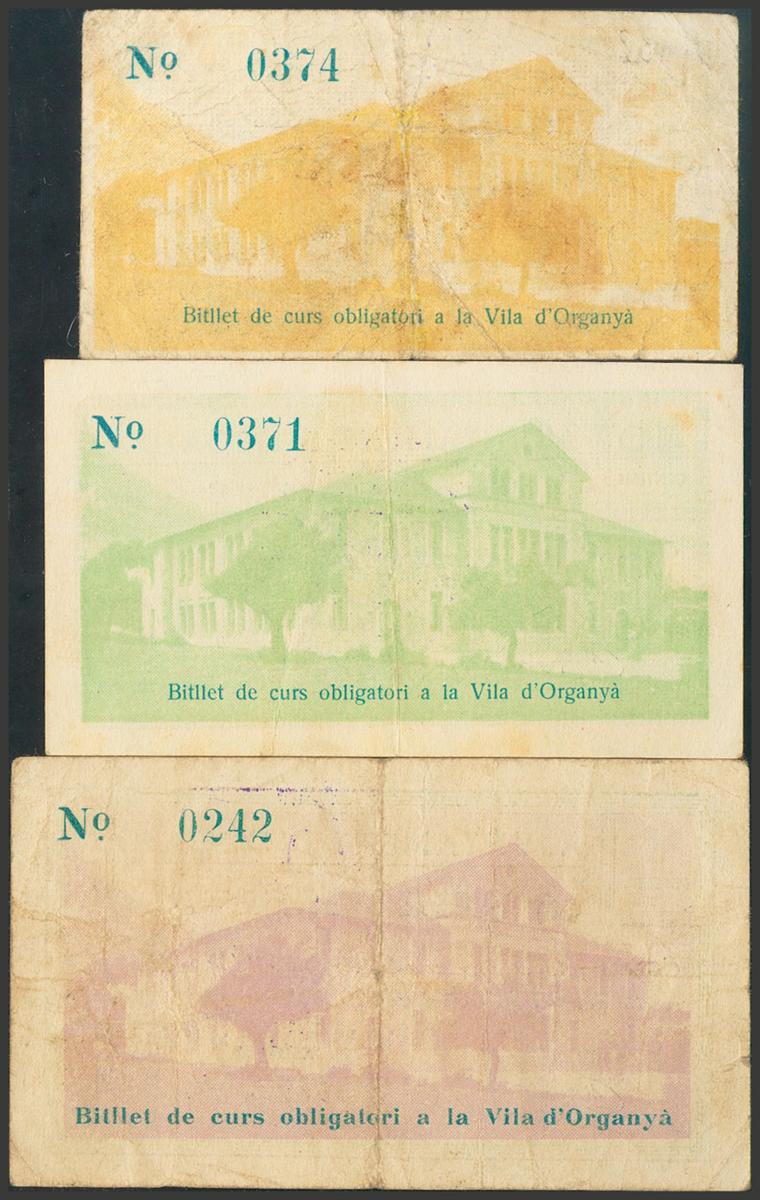 Nº 0374
Bitllet de curs obligatori a la Vila d'Organyà
Nº 0371
Bitllet de curs obligatori a la Vila d'Organyà
Nº 0242
Bitllet de curs obligatori a la Vila d'Organyà